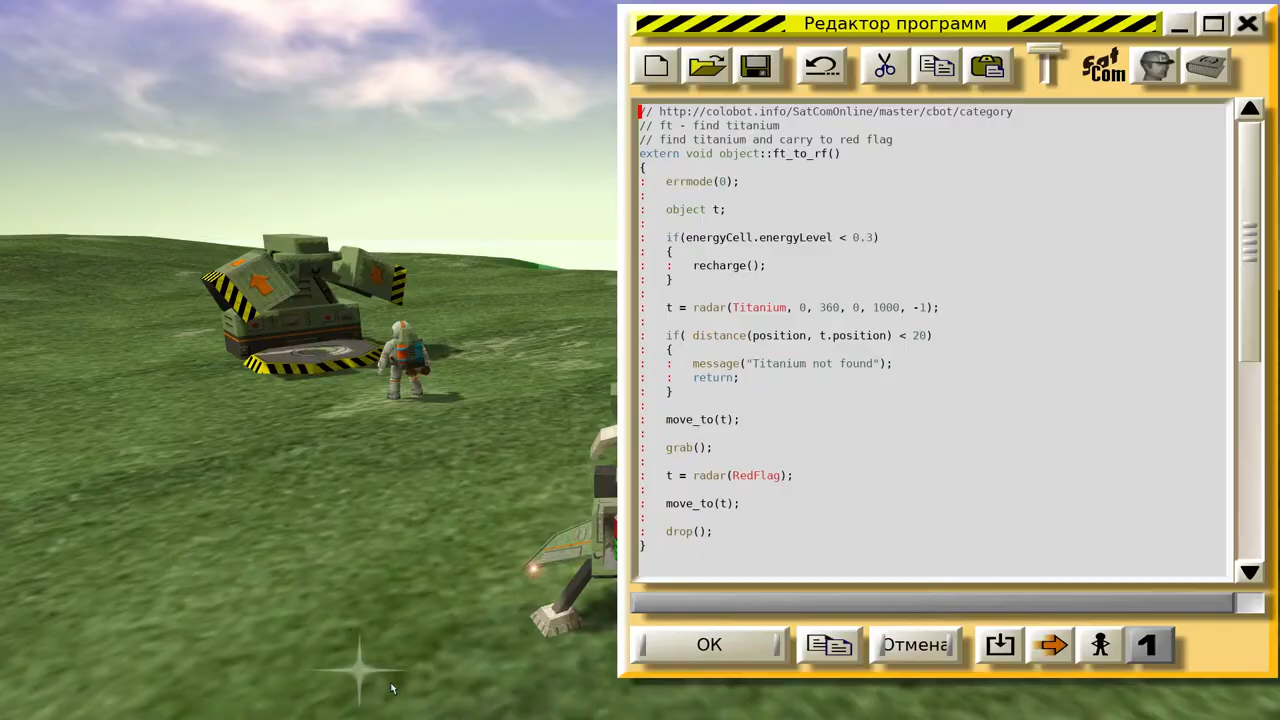 Редактор программ
sat
Com
// http://colobot.info/SatComOnline/master/cbot/category
// ft - find titanium
// find titanium and carry to red flag
extern void object::ft_to_rf()
{
errmode(0);
object t;
if(energyCell.energyLevel < 0.3)
{
recharge();
}
t = radar(Titanium, 0, 360, 0, 1000, -1);
if( distance(position, t.position) < 20)
{
message("Titanium not found");
return;
}
move_to(t);
grab();
t = radar(RedFlag);
move_to(t);
drop();
}
OK
Отмена
1